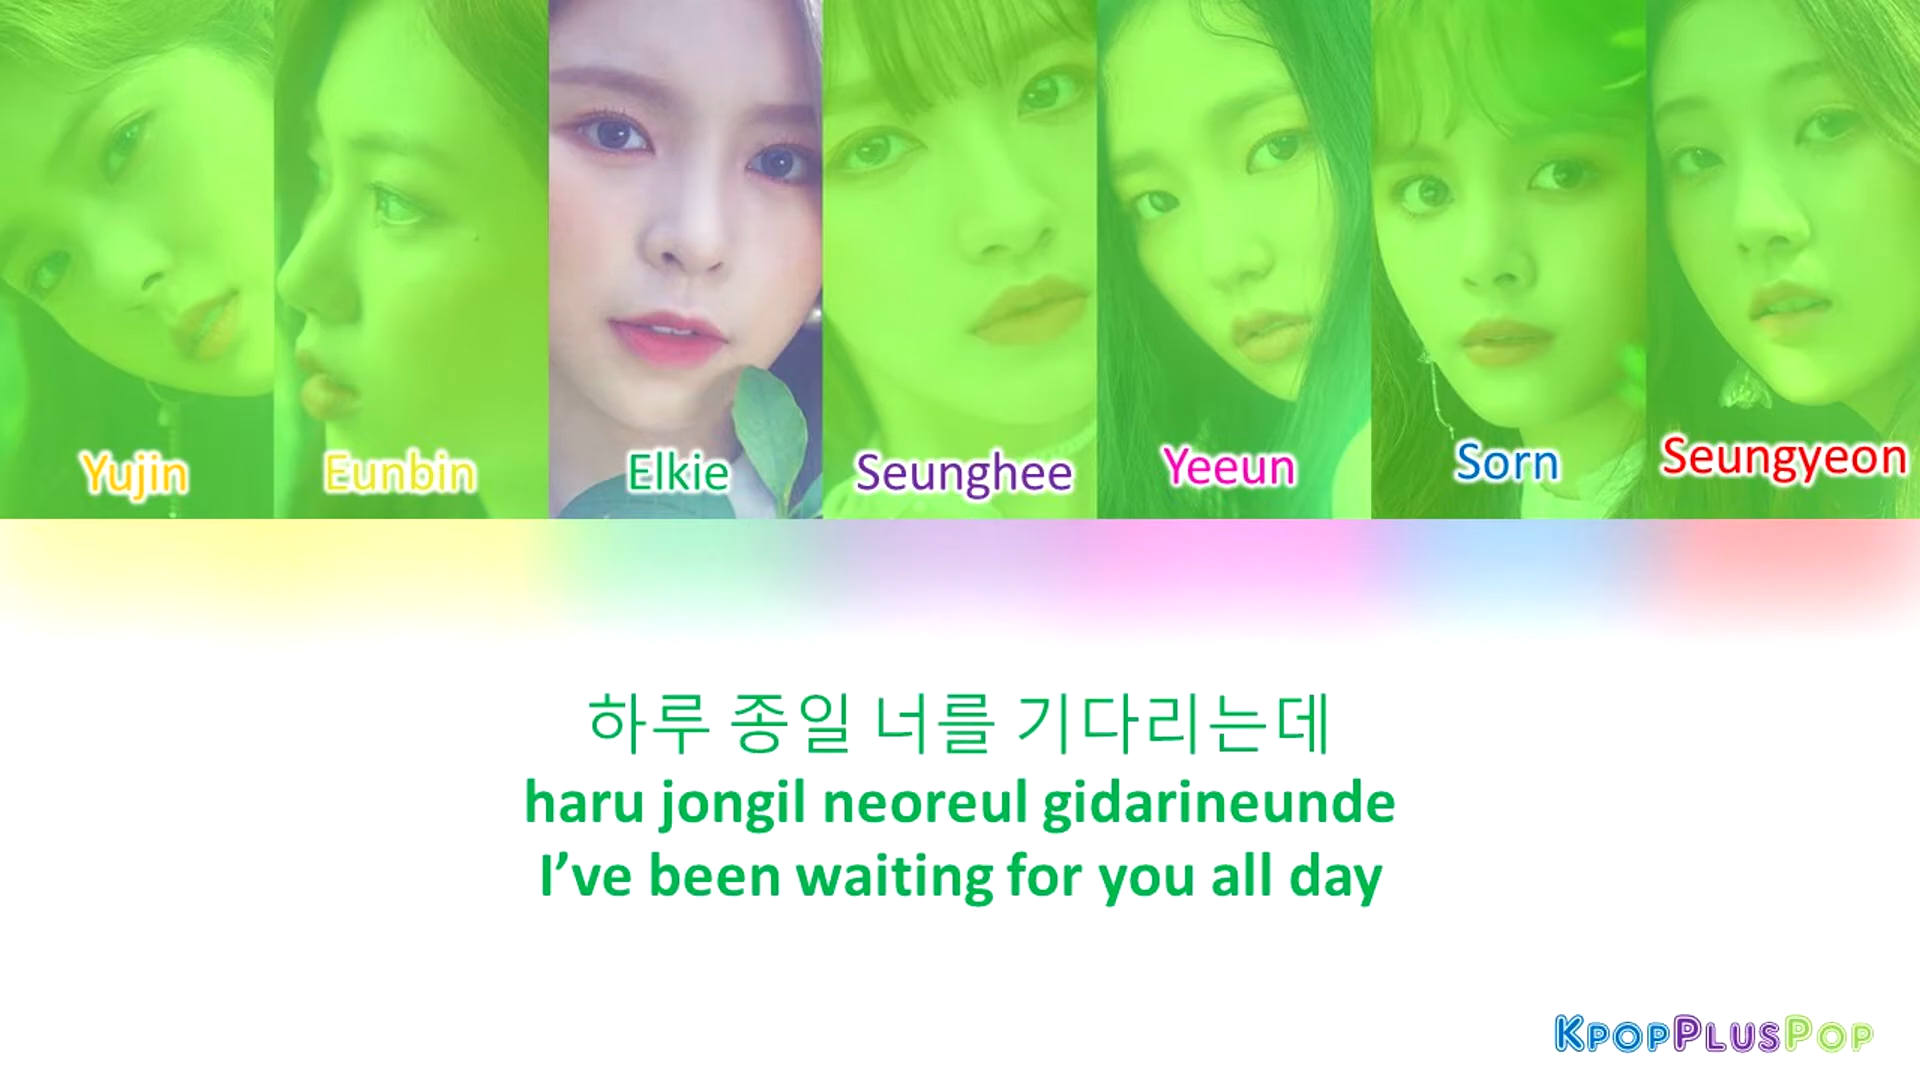 Yujin
Eunbin
Elkie
Seunghee
Yeeun
Sorn
Seungyeon
하루 종일 너를 기다리는데
haru jongil neoreul gidarineunde
I’ve been waiting for you all day
KPOPPLUSPOP